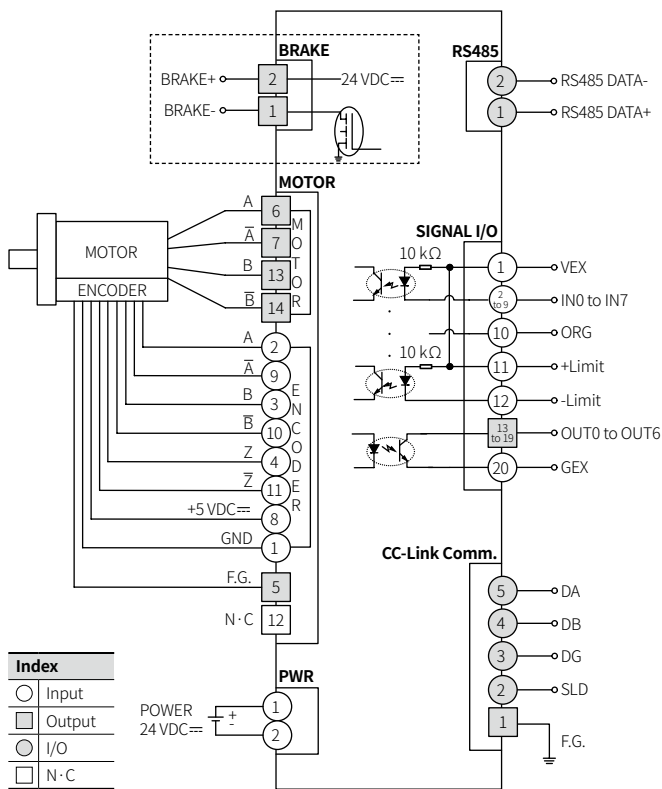 BRAKE
BRAKE+
2
24 VDC⎓
BRAKE-
1
RS485
2
RS485 DATA-
1
RS485 DATA+
MOTOR
MOTOR
ENCODER
A
6
A̅
7
B
13
B̅
14
MOTOR
A
2
A̅
9
B
3
B̅
10
Z
4
Z̅
11
+5 VDC⎓
8
GND
1
ENCODER
F.G.
5
N·C
12
SIGNAL I/O
10 kΩ
1
VEX
2 to 9
IN0 to IN7
10
ORG
10 kΩ
11
+Limit
12
-Limit
13 to 19
OUT0 to OUT6
20
GEX
CC-Link Comm.
5
DA
4
DB
3
DG
2
SLD
1
F.G.
PWR
POWER
24 VDC⎓
+
-
1
2
Index
Input
Output
I/O
N·C